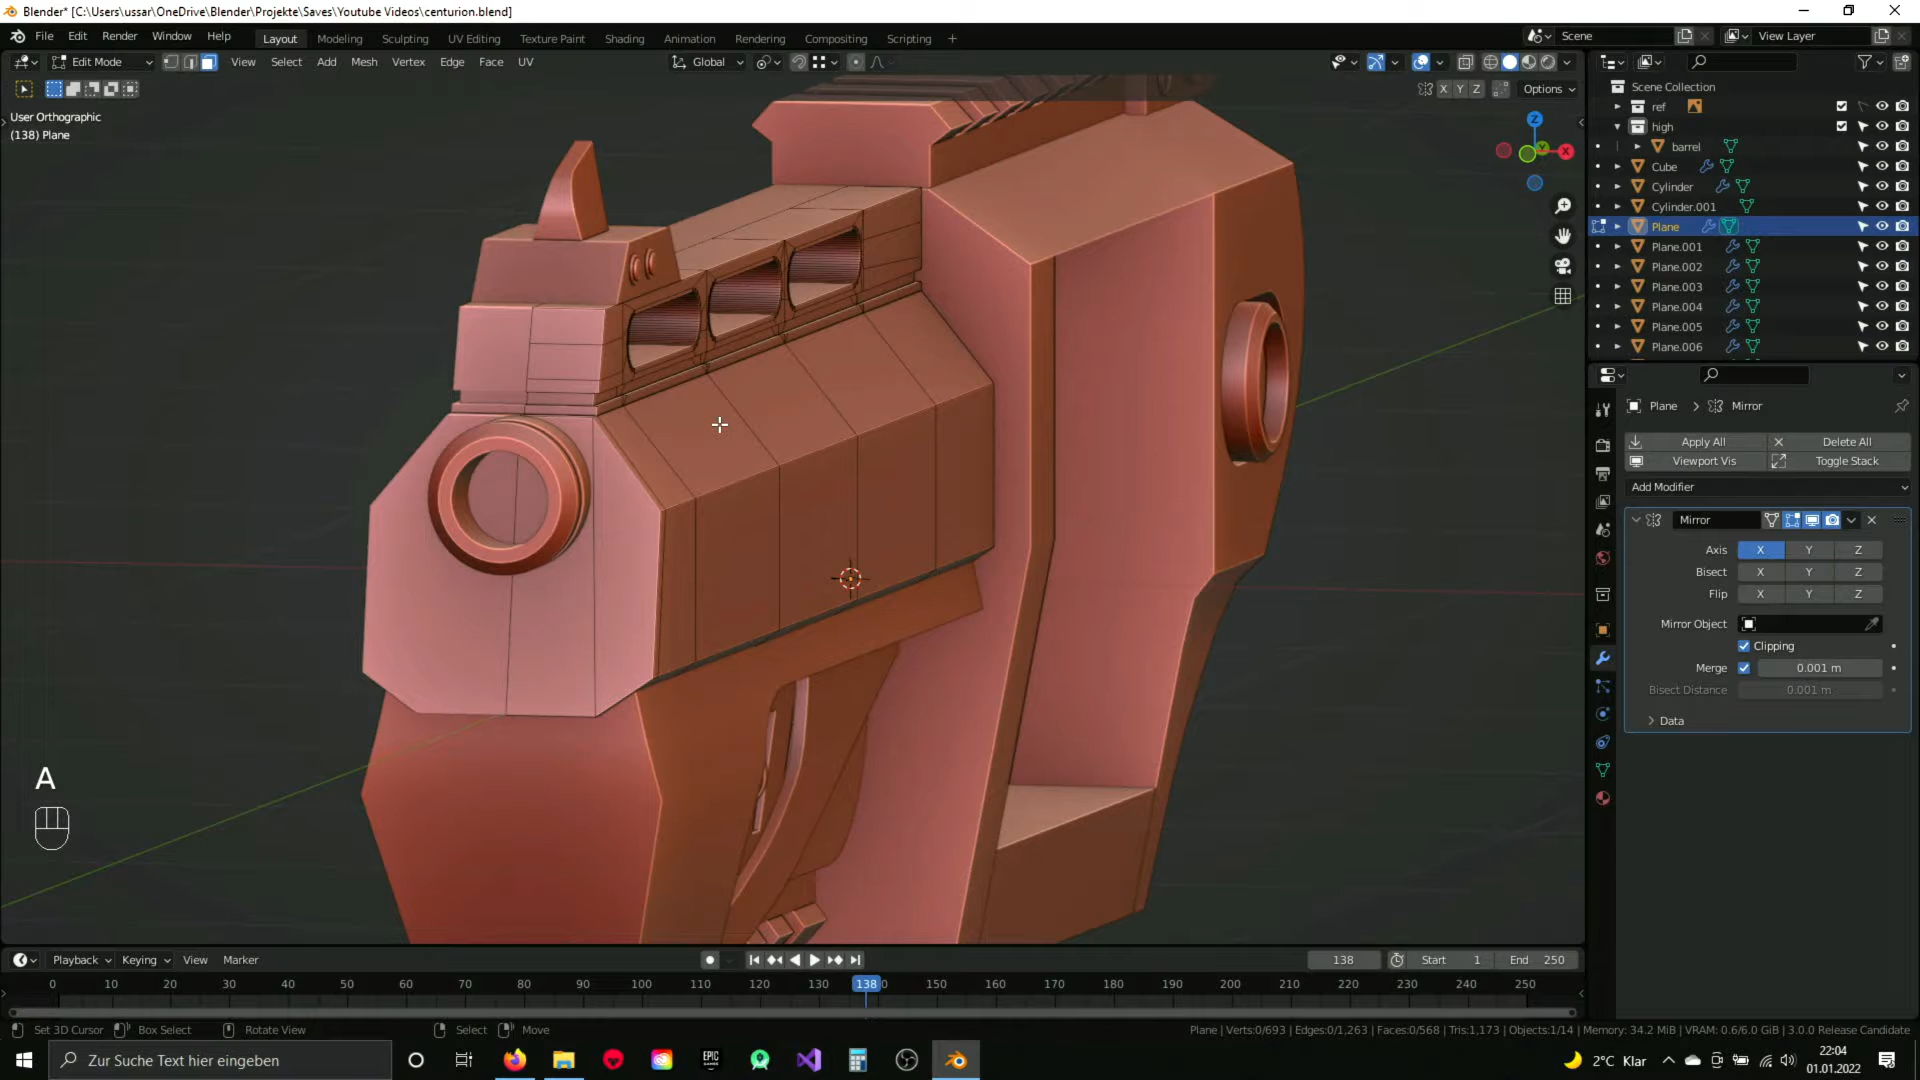 Blender* [C:\Users\ussar\OneDrive\Blender\Projekte\Saves\Youtube Videos\centurion.blend]
File Edit Render Window Help Layout Modeling Sculpting UV Editing Texture Paint Shading Animation Rendering Compositing Scripting + Scene View Layer
Edit Mode View Select Add Mesh Vertex Edge Face UV Global
X Y Z Options
User Orthographic
(138) Plane
Z
X
Y
Scene Collection
ref
high
barrel
Cube
Cylinder
Cylinder.001
Plane
Plane.001
Plane.002
Plane.003
Plane.004
Plane.005
Plane.006
Plane > Mirror
Apply All Delete All
Viewport Vis Toggle Stack
Add Modifier
Mirror
Axis X Y Z
Bisect X Y Z
Flip X Y Z
Mirror Object
Clipping
Merge 0.001 m
Bisect Distance 0.001 m
Data
A
Playback Keying View Marker 138 Start 1 End 250
0 10 20 30 40 50 60 70 80 90 100 110 120 130 138 0 150 160 170 180 190 200 210 220 230 240 250
Set 3D Cursor Box Select Rotate View Select Move Plane | Verts:0/693 | Edges:0/1,263 | Faces:0/568 | Tris:1,173 | Objects:1/14 | Memory: 34.2 MiB | VRAM: 0.6/6.0 GiB | 3.0.0 Release Candidate
Zur Suche Text hier eingeben EPIC GAMES 2°C Klar 22:04
01.01.2022